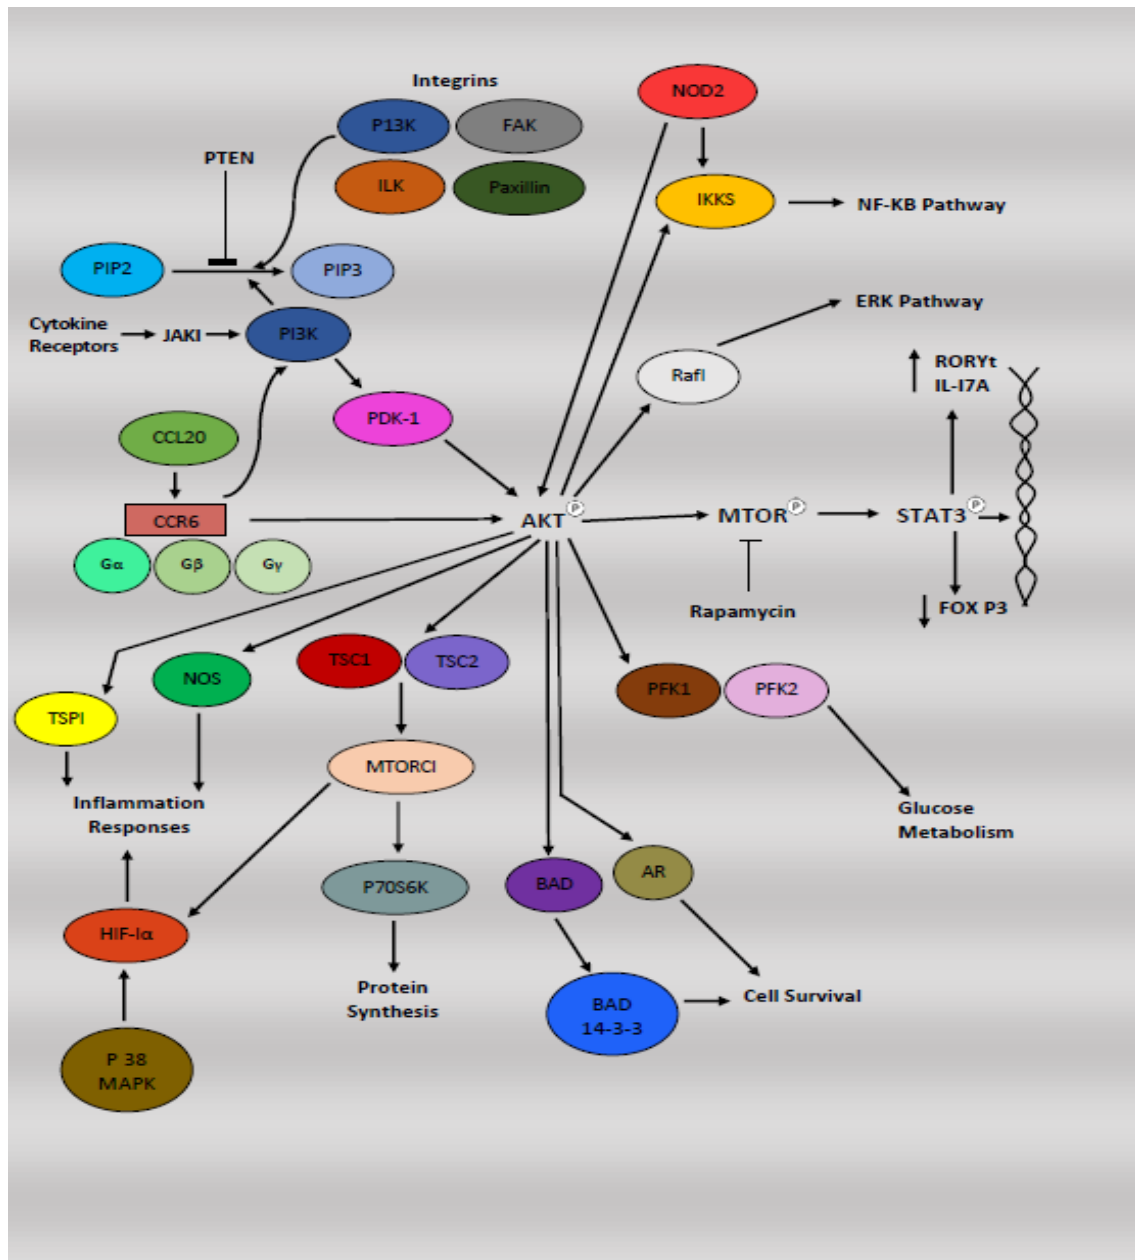 Integrins
NOD2
P13K
FAK
PTEN
ILK
Paxillin
IKKS
NF-KB Pathway
PIP2
PIP3
ERK Pathway
Cytokine
Receptors
JAKI
PI3K
RafI
RORYt
IL-I7A
PDK-1
CCL20
CCR6
AKT
P
MTOR
P
STAT3
P
Gα
Gβ
Gγ
Rapamycin
FOX P3
TSC1
TSC2
NOS
PFK1
PFK2
TSPI
MTORCI
Inflammation
Responses
Glucose
Metabolism
P70S6K
BAD
AR
HIF-Iα
Protein
Synthesis
BAD
14-3-3
Cell Survival
P 38
MAPK